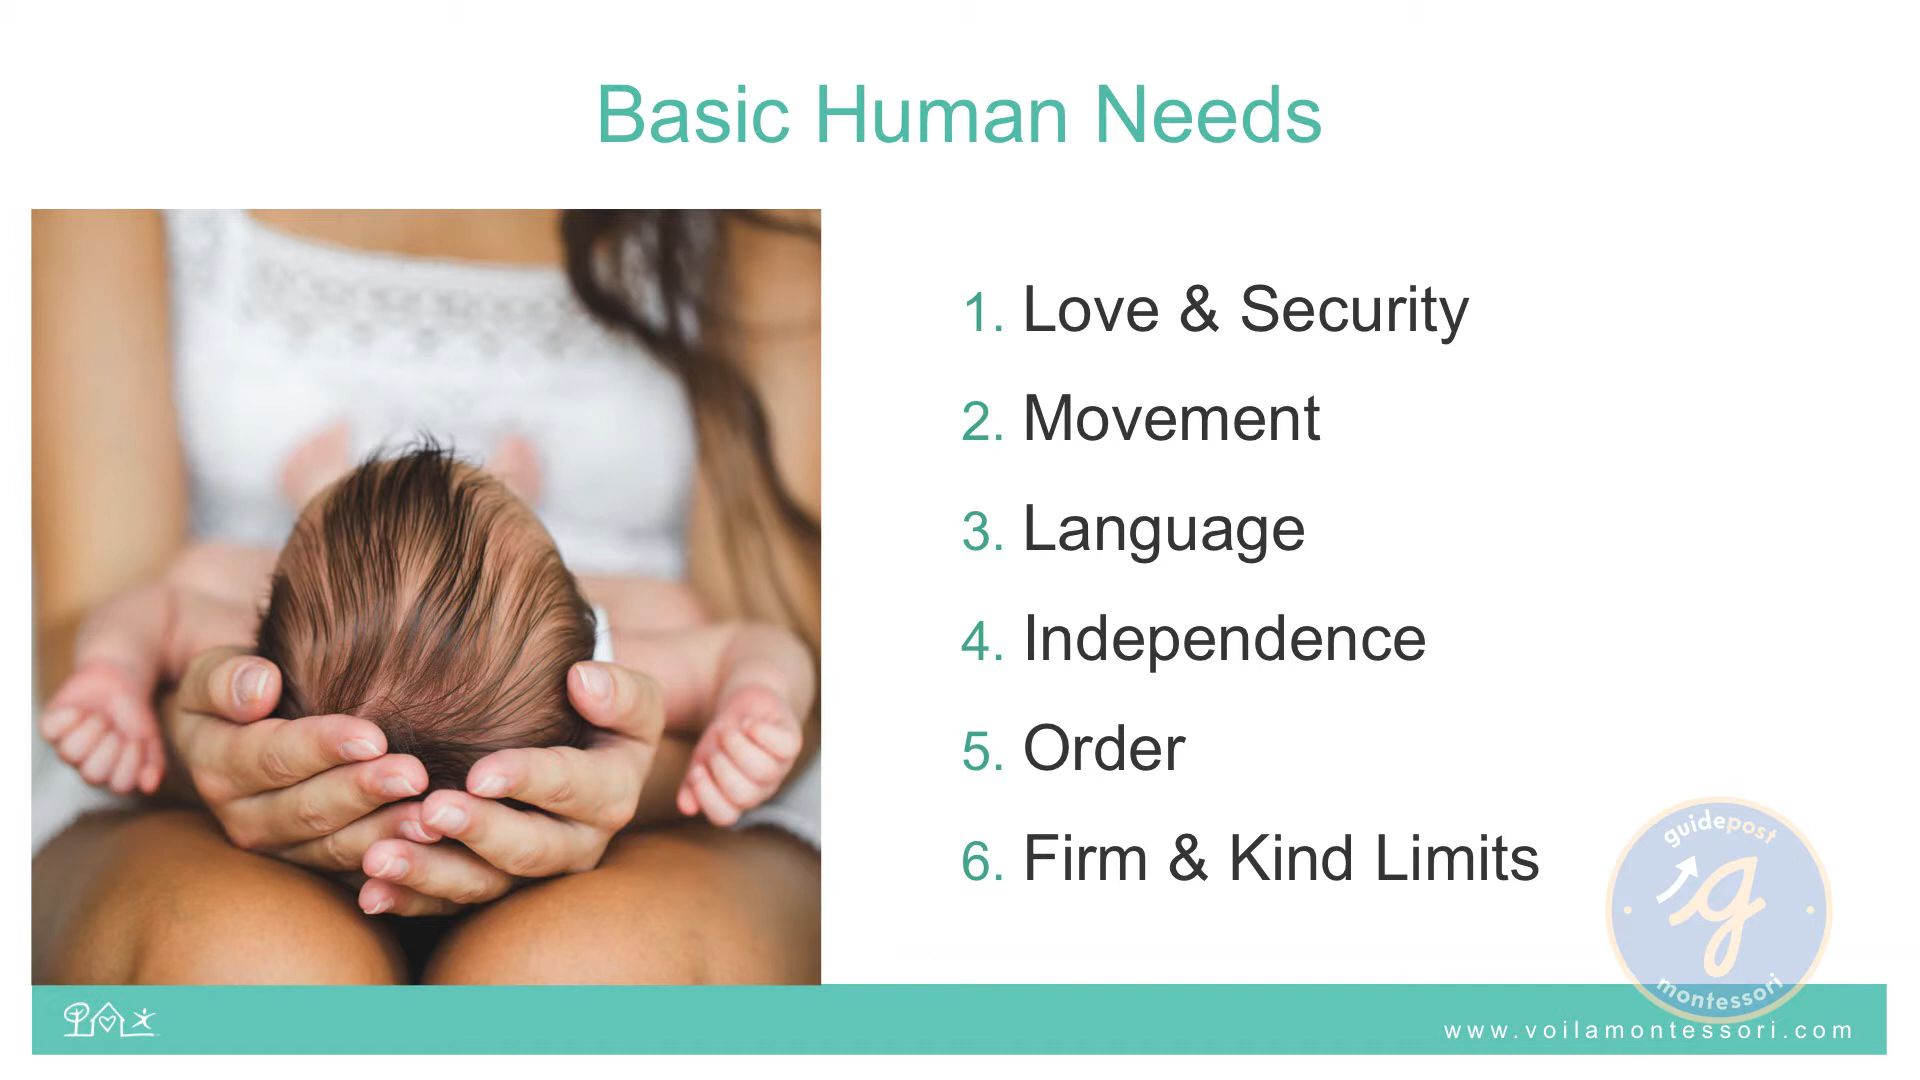 Basic Human Needs
1. Love & Security
2. Movement
3. Language
4. Independence
5. Order
6. Firm & Kind Limits
guidepost
g
montessori
www.voilamontessori.com